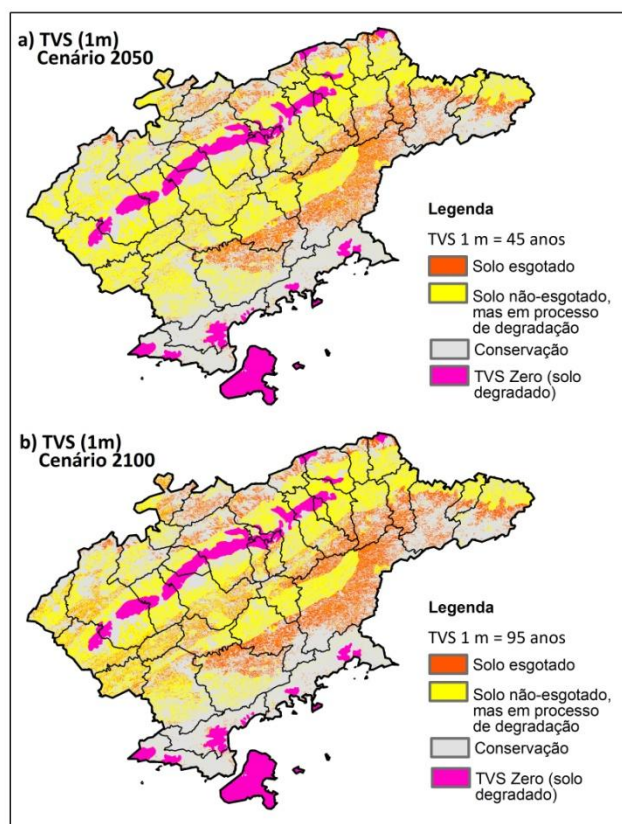 a) TVS (1m)
Cenário 2050
Legenda
TVS 1 m = 45 anos
Solo esgotado
Solo não-esgotado,
mas em processo
de degradação
Conservação
TVS Zero (solo
degradado)
b) TVS (1m)
Cenário 2100
Legenda
TVS 1 m = 95 anos
Solo esgotado
Solo não-esgotado,
mas em processo
de degradação
Conservação
TVS Zero (solo
degradado)